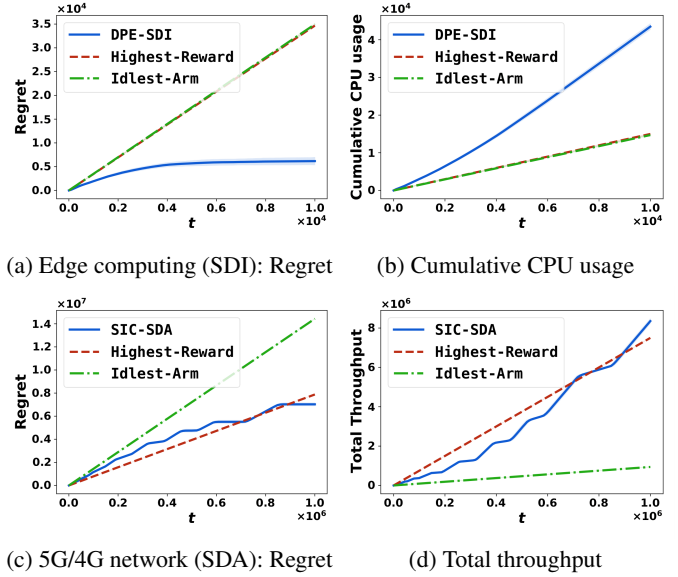 ×10⁴
Regret
3.5
3.0
2.5
2.0
1.5
1.0
0.5
0.0
DPE-SDI
Highest-Reward
Idlest-Arm
0.0 0.2 0.4 0.6 0.8 1.0
t
×10⁴
(a) Edge computing (SDI): Regret
×10⁴
Cumulative CPU usage
4
2
0
DPE-SDI
Highest-Reward
Idlest-Arm
0.0 0.2 0.4 0.6 0.8 1.0
t
×10⁴
(b) Cumulative CPU usage
×10⁷
Regret
1.4
1.2
1.0
0.8
0.6
0.4
0.2
0.0
SIC-SDA
Highest-Reward
Idlest-Arm
0.0 0.2 0.4 0.6 0.8 1.0
t
×10⁶
(c) 5G/4G network (SDA): Regret
×10⁶
Total Throughput
8
6
4
2
0
SIC-SDA
Highest-Reward
Idlest-Arm
0.0 0.2 0.4 0.6 0.8 1.0
t
×10⁶
(d) Total throughput